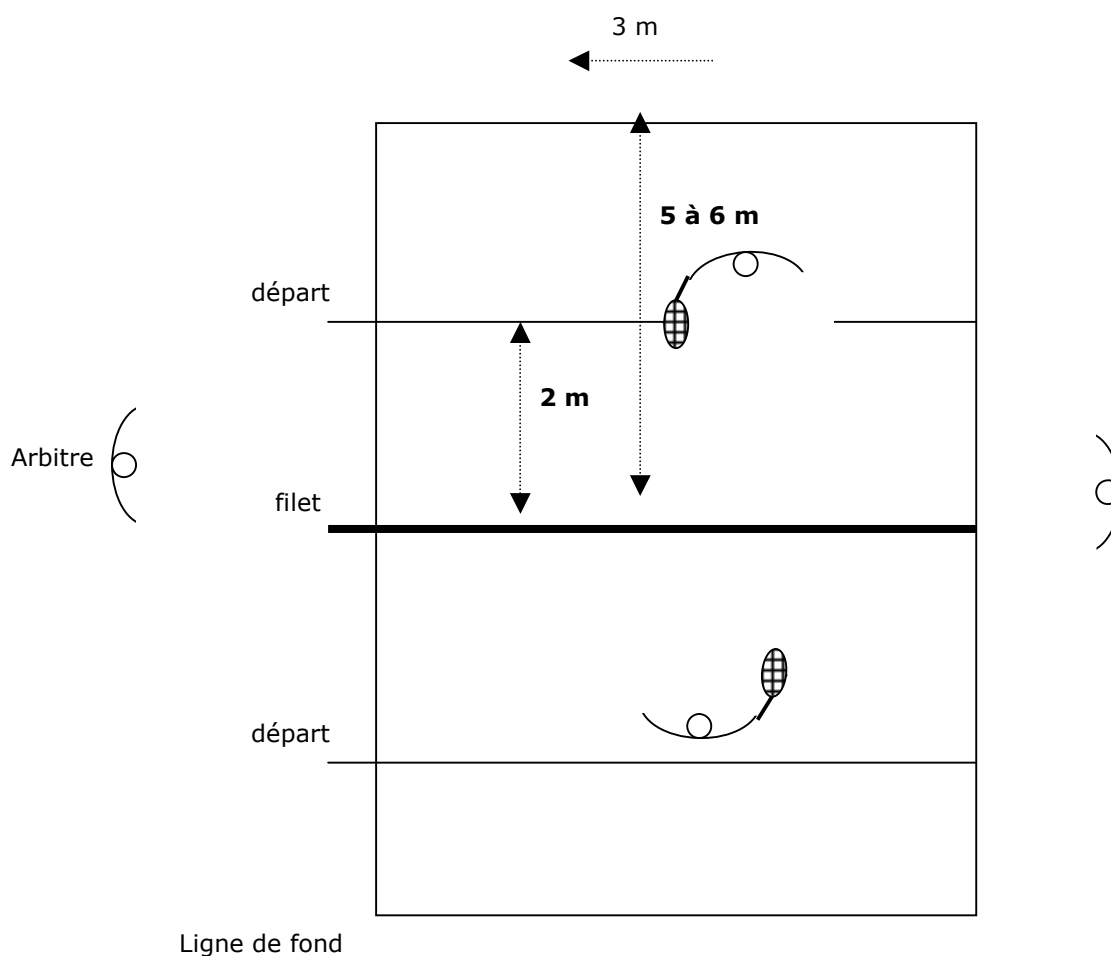 3 m
5 à 6 m
départ
2 m
Arbitre
filet
départ
Ligne de fond